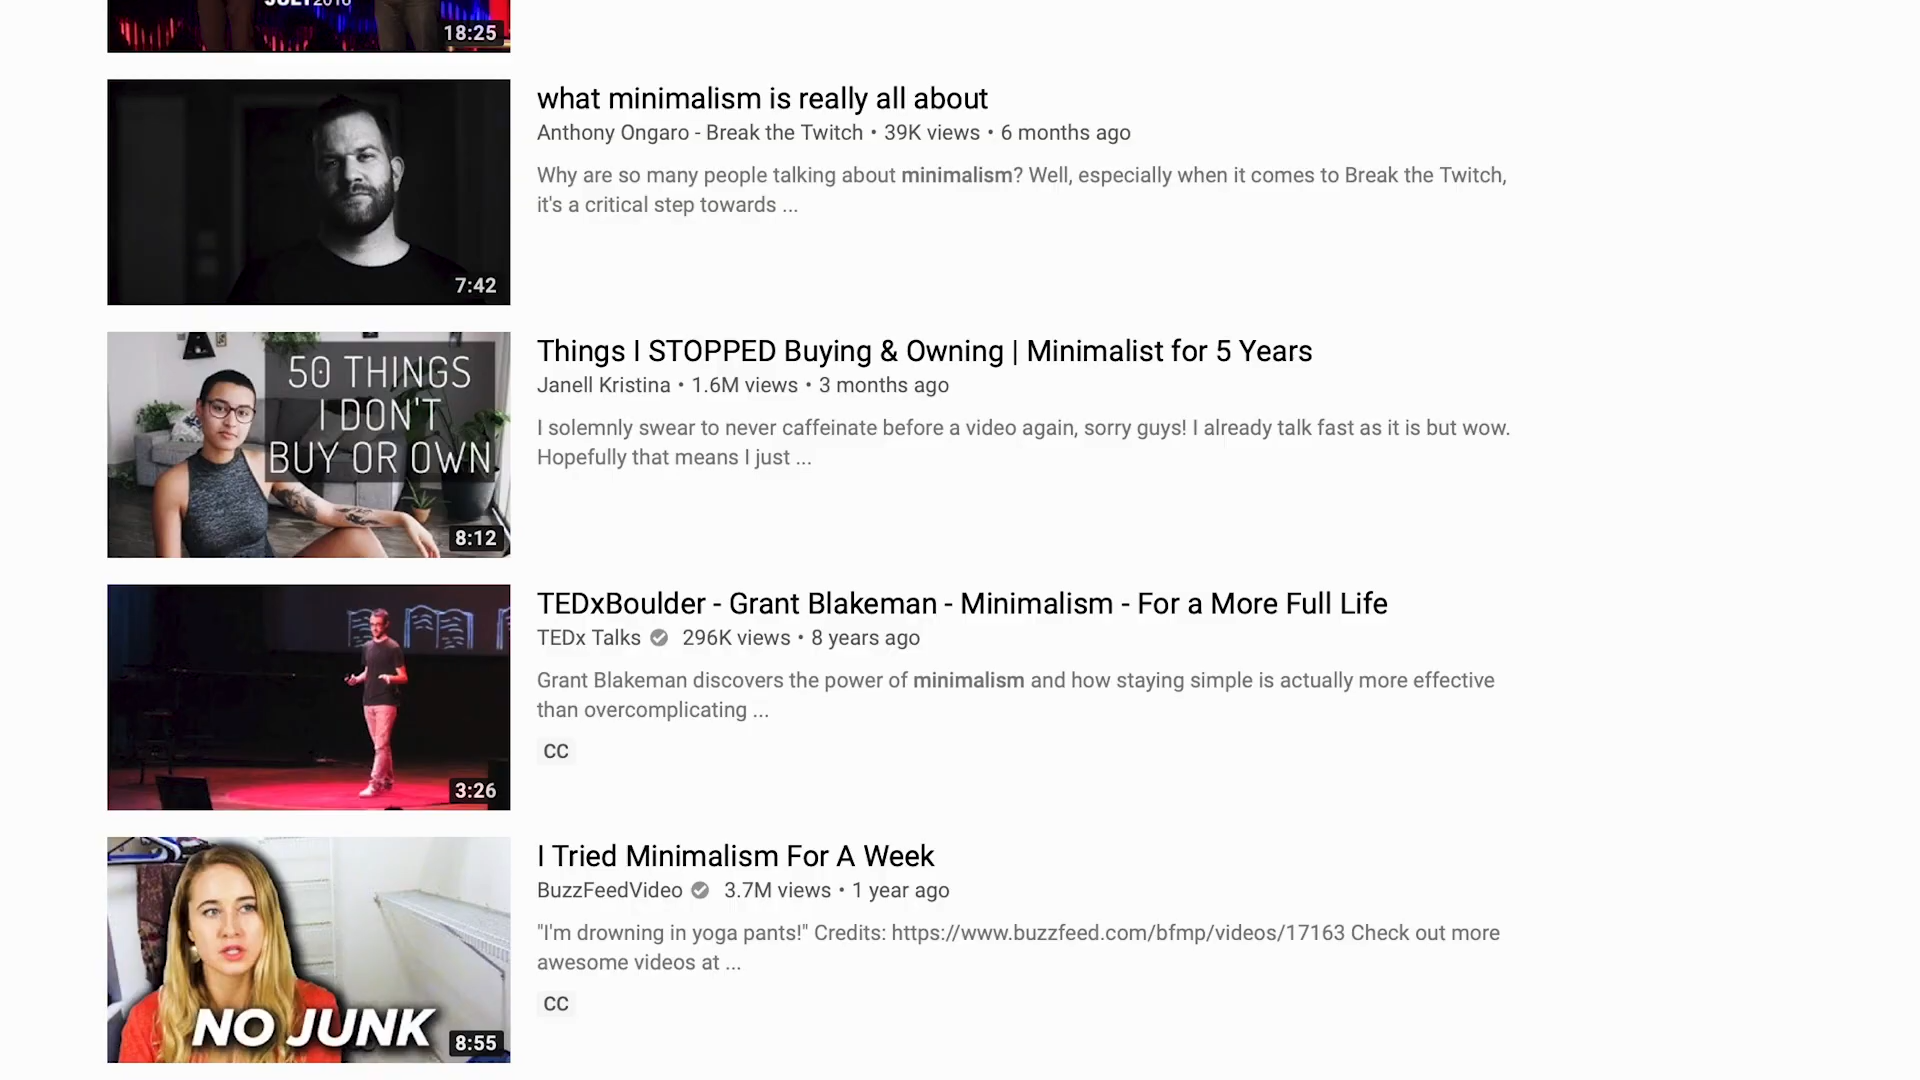 JULY 2016
18:25
what minimalism is really all about
Anthony Ongaro - Break the Twitch • 39K views • 6 months ago
Why are so many people talking about minimalism? Well, especially when it comes to Break the Twitch,
it's a critical step towards ...
7:42
50 THINGS
I DON'T
BUY OR OWN
8:12
Things I STOPPED Buying & Owning | Minimalist for 5 Years
Janell Kristina • 1.6M views • 3 months ago
I solemnly swear to never caffeinate before a video again, sorry guys! I already talk fast as it is but wow.
Hopefully that means I just ...
TEDxBoulder - Grant Blakeman - Minimalism - For a More Full Life
TEDx Talks 296K views • 8 years ago
Grant Blakeman discovers the power of minimalism and how staying simple is actually more effective
than overcomplicating ...
CC
3:26
I Tried Minimalism For A Week
BuzzFeedVideo 3.7M views • 1 year ago
"I'm drowning in yoga pants!" Credits: https://www.buzzfeed.com/bfmp/videos/17163 Check out more
awesome videos at ...
CC
NO JUNK
8:55